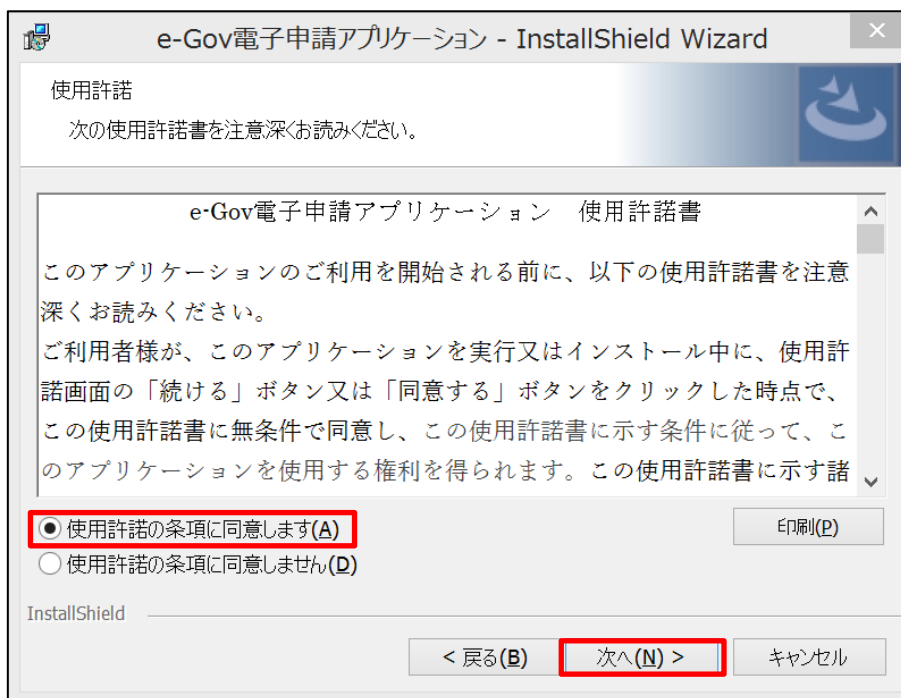 e-Gov電子申請アプリケーション - InstallShield Wizard
使用許諾
次の使用許諾書を注意深くお読みください。
e-Gov電子申請アプリケーション　使用許諾書
このアプリケーションのご利用を開始される前に、以下の使用許諾書を注意
深くお読みください。
ご利用者様が、このアプリケーションを実行又はインストール中に、使用許
諾画面の「続ける」ボタン又は「同意する」ボタンをクリックした時点で、
この使用許諾書に無条件で同意し、この使用許諾書に示す条件に従って、こ
のアプリケーションを使用する権利を得られます。この使用許諾書に示す諸
使用許諾の条項に同意します(A)
印刷(P)
使用許諾の条項に同意しません(D)
InstallShield
< 戻る(B)
次へ(N) >
キャンセル